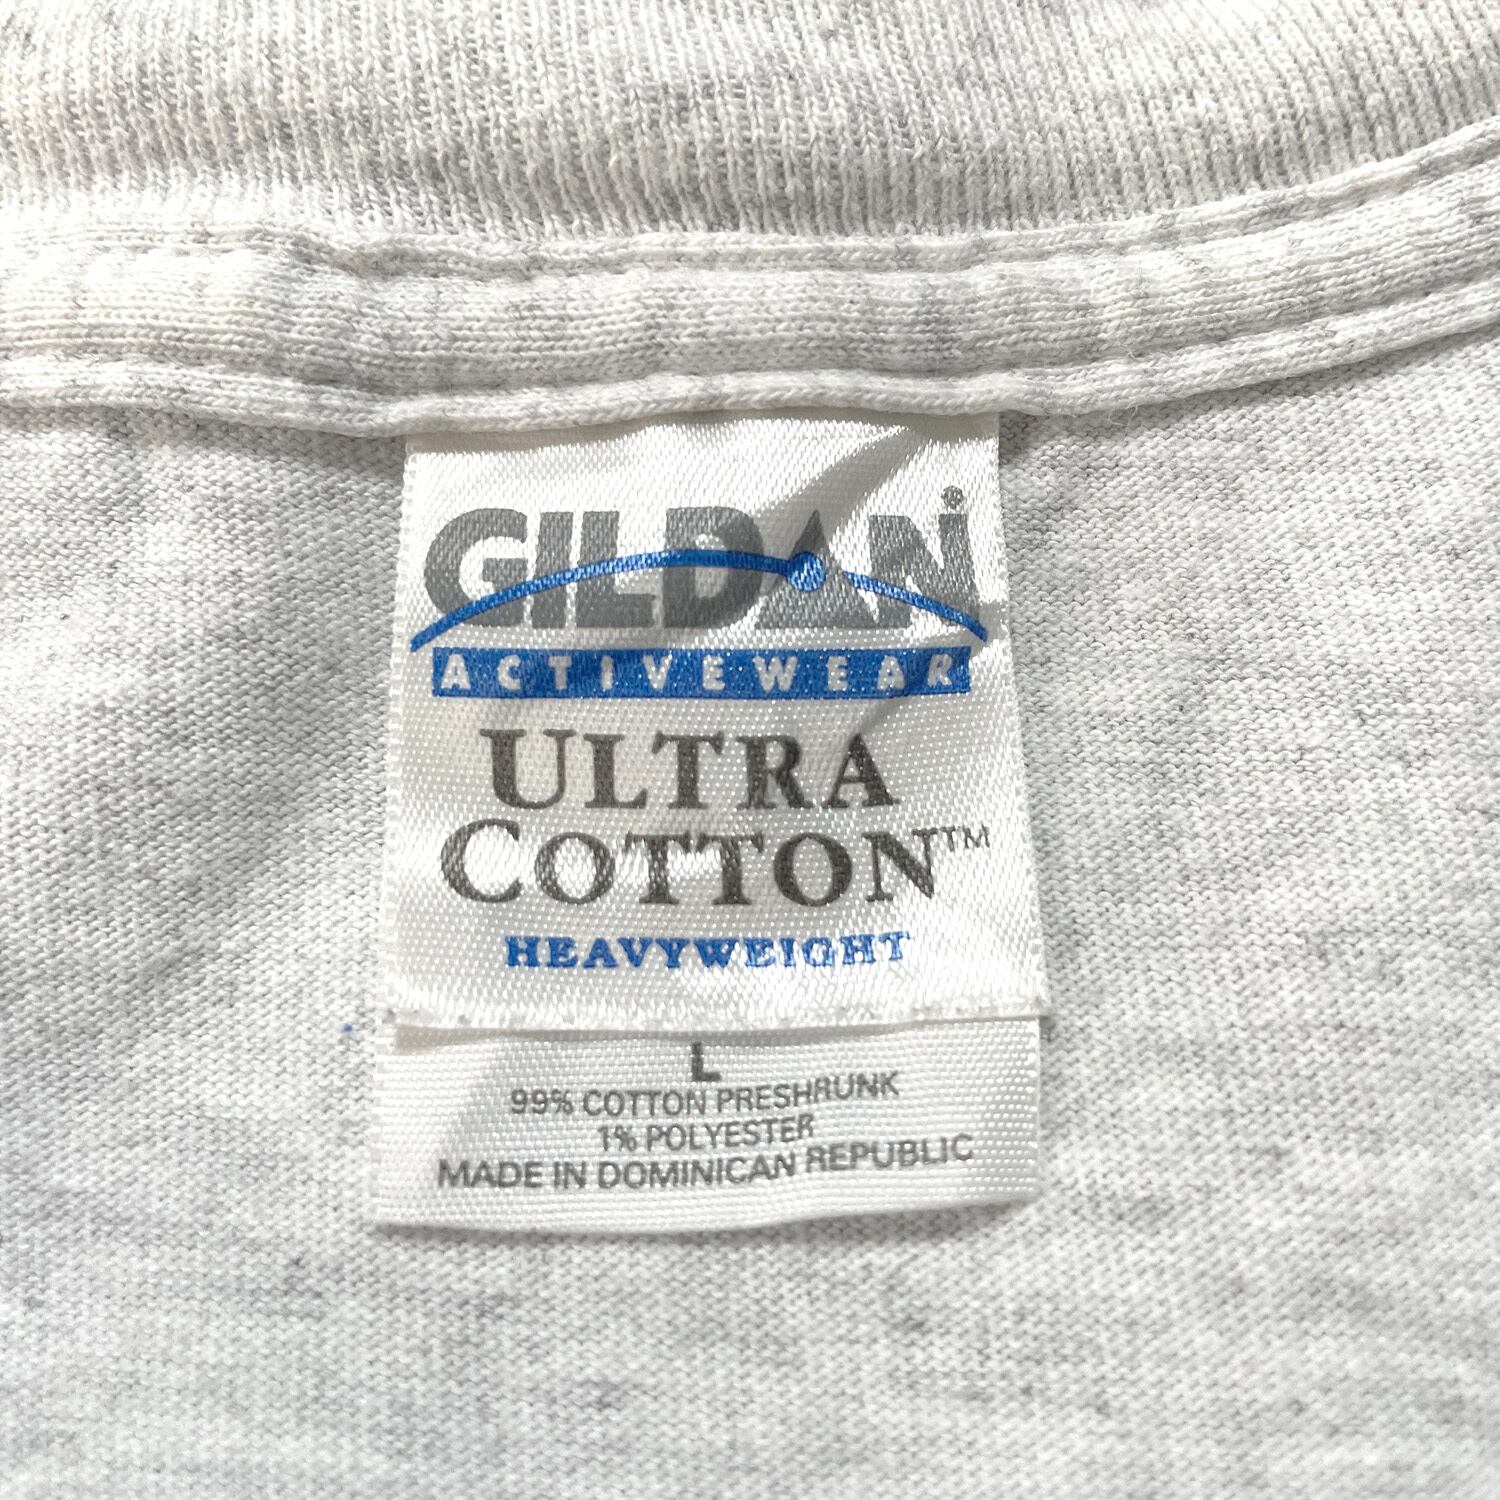 GILDAN®
ACTIVEWEAR
ULTRA
COTTON™
HEAVYWEIGHT
L
99% COTTON PRESHRUNK
1% POLYESTER
MADE IN DOMINICAN REPUBLIC